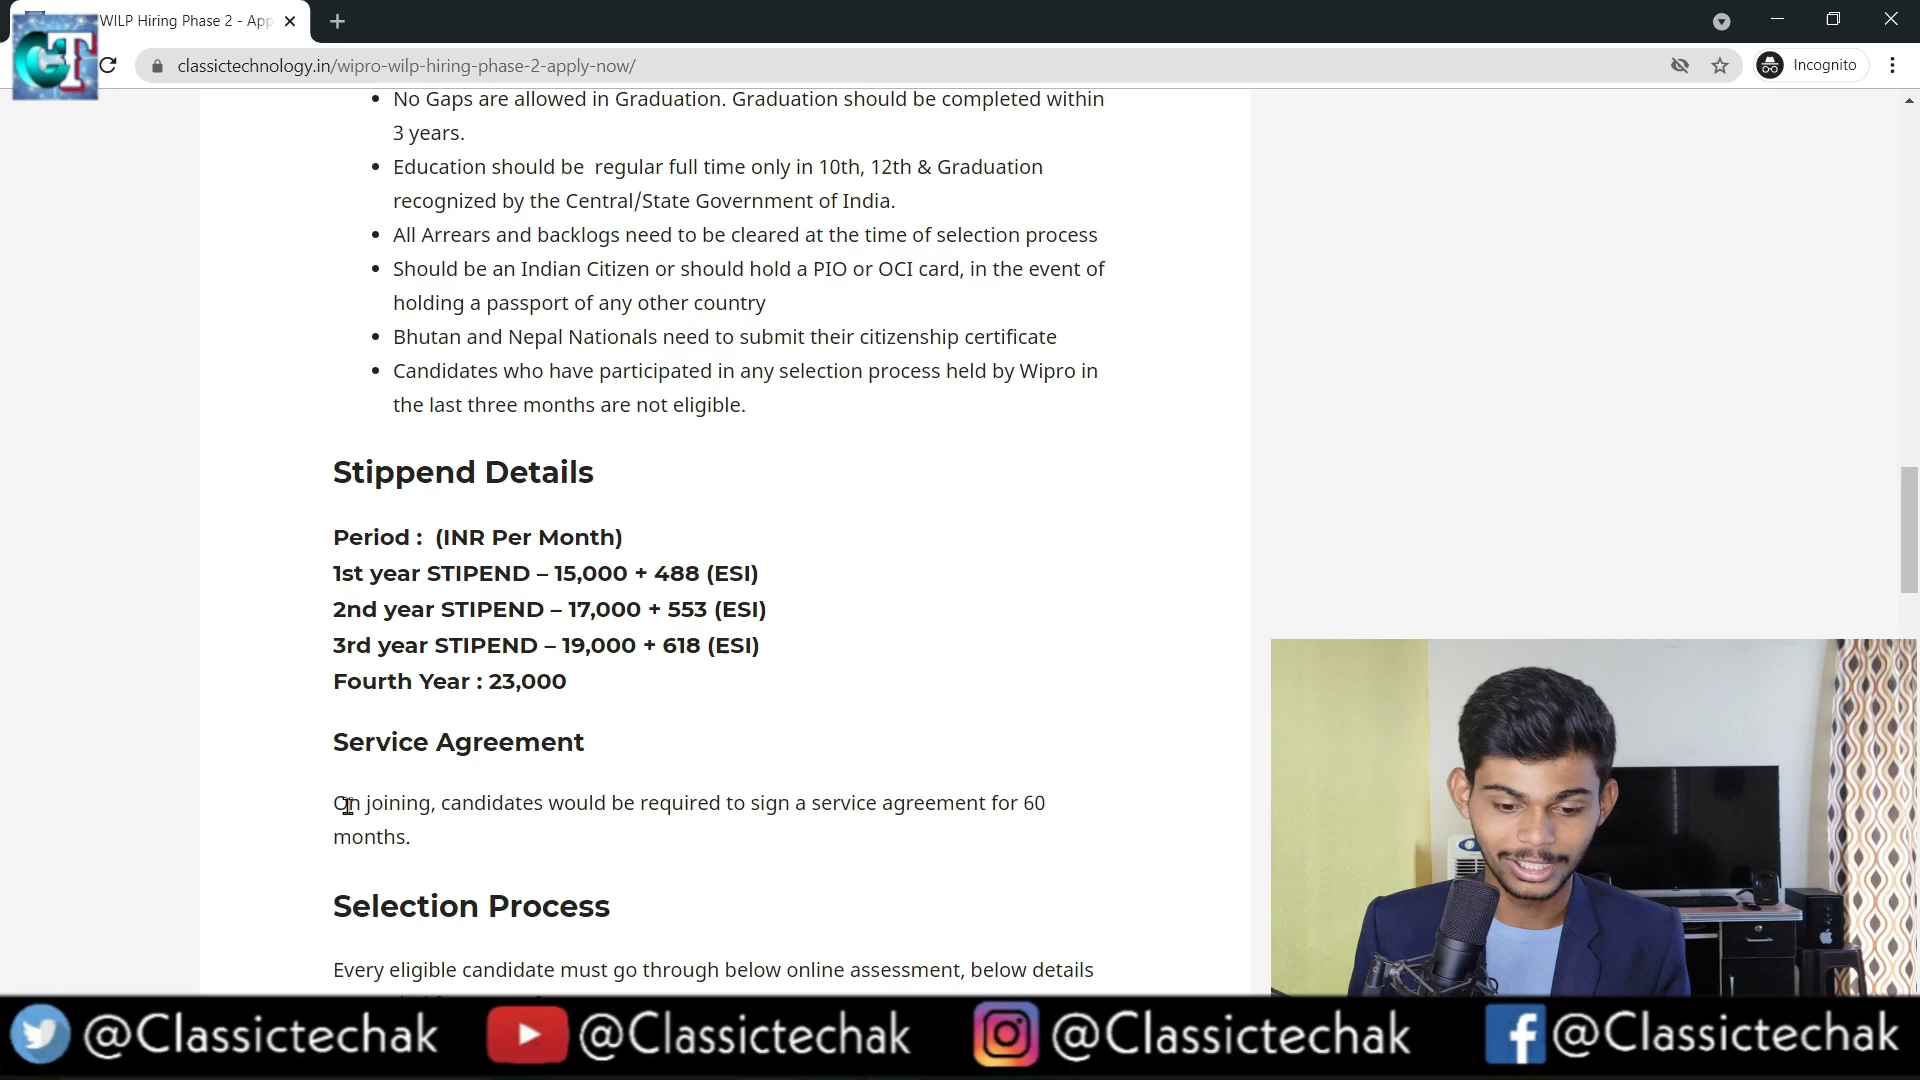 WILP Hiring Phase 2 - App
classictechnology.in/wipro-wilp-hiring-phase-2-apply-now/
Incognito
CT
• No Gaps are allowed in Graduation. Graduation should be completed within
3 years.
• Education should be  regular full time only in 10th, 12th & Graduation
recognized by the Central/State Government of India.
• All Arrears and backlogs need to be cleared at the time of selection process
• Should be an Indian Citizen or should hold a PIO or OCI card, in the event of
holding a passport of any other country
• Bhutan and Nepal Nationals need to submit their citizenship certificate
• Candidates who have participated in any selection process held by Wipro in
the last three months are not eligible.
Stippend Details
Period :  (INR Per Month)
1st year STIPEND – 15,000 + 488 (ESI)
2nd year STIPEND – 17,000 + 553 (ESI)
3rd year STIPEND – 19,000 + 618 (ESI)
Fourth Year : 23,000
Service Agreement
On joining, candidates would be required to sign a service agreement for 60
months.
Selection Process
Every eligible candidate must go through below online assessment, below details
@Classictechak
@Classictechak
@Classictechak
@Classictechak